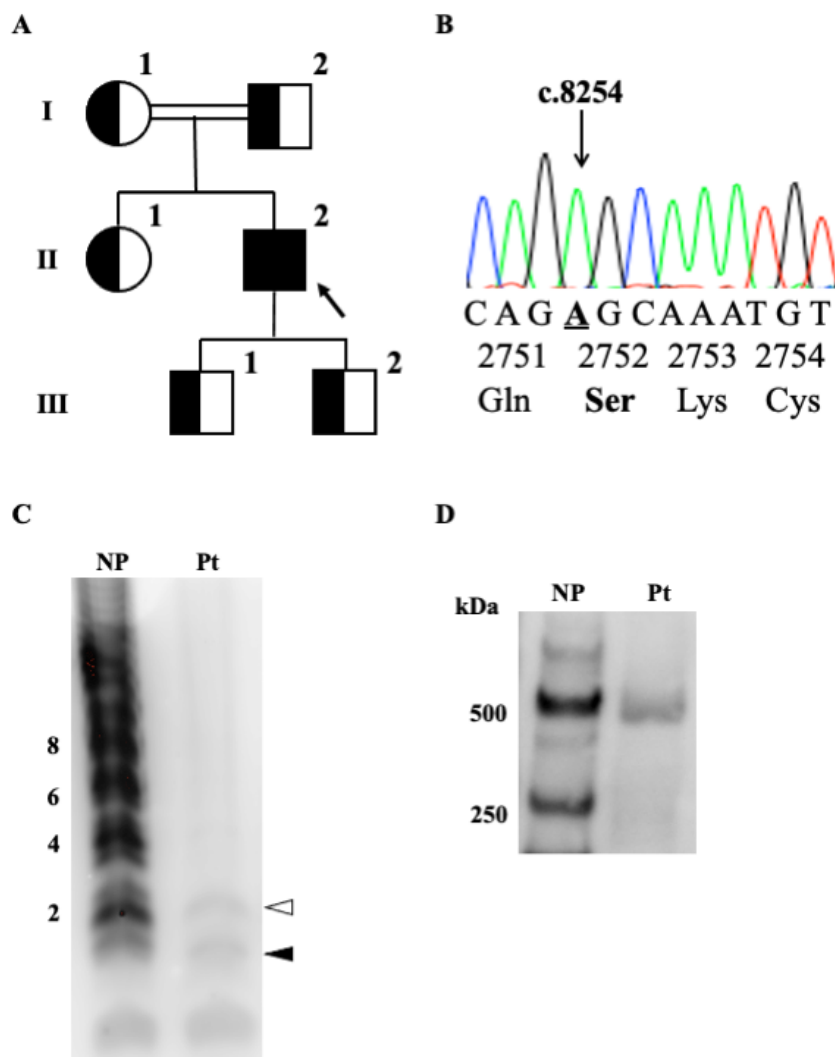 A
1
2
I
1
2
II
1
2
III
B
c.8254
C A G A G C A A A T G T
2751 2752 2753 2754
Gln Ser Lys Cys
C
NP Pt
8
6
4
2
D
NP Pt
kDa
500
250